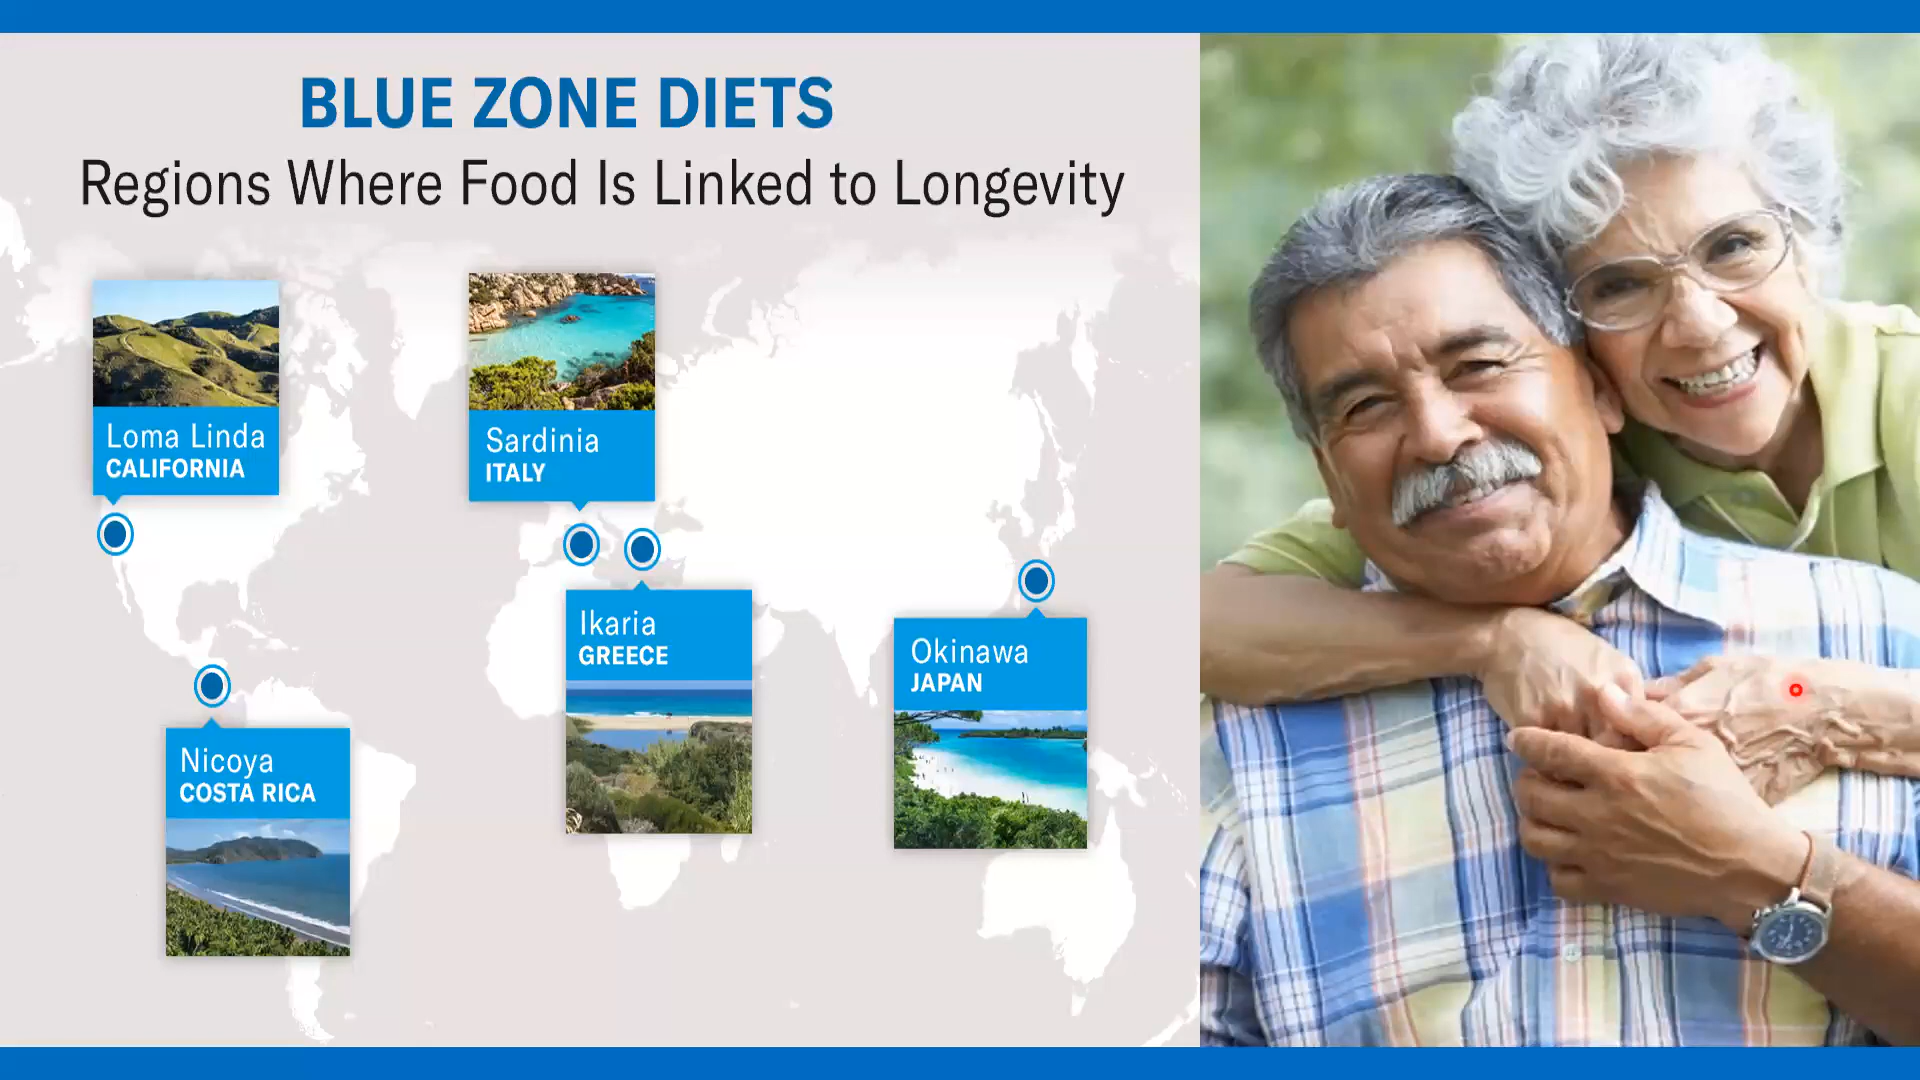 BLUE ZONE DIETS
Regions Where Food Is Linked to Longevity
Loma Linda
CALIFORNIA
Sardinia
ITALY
Ikaria
GREECE
Okinawa
JAPAN
Nicoya
COSTA RICA